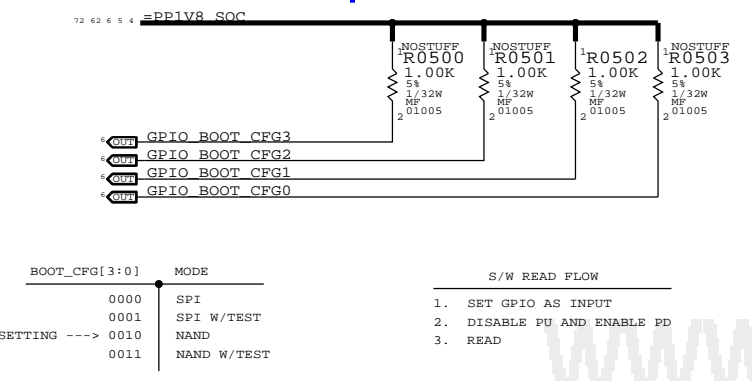 72 62 6 5 4 =PP1V8_SOC
NOSTUFF NOSTUFF NOSTUFF
1 R0500 1 R0501 1 R0502 1 R0503
1.00K 1.00K 1.00K 1.00K
5% 5% 5% 5%
1/32W 1/32W 1/32W 1/32W
MF MF MF MF
2 01005 2 01005 2 01005 2 01005
6 OUT GPIO_BOOT_CFG3
6 OUT GPIO_BOOT_CFG2
6 OUT GPIO_BOOT_CFG1
6 OUT GPIO_BOOT_CFG0
BOOT_CFG[3:0] MODE
0000 SPI
0001 SPI W/TEST
SETTING ---> 0010 NAND
0011 NAND W/TEST
S/W READ FLOW
1. SET GPIO AS INPUT
2. DISABLE PU AND ENABLE PD
3. READ
www